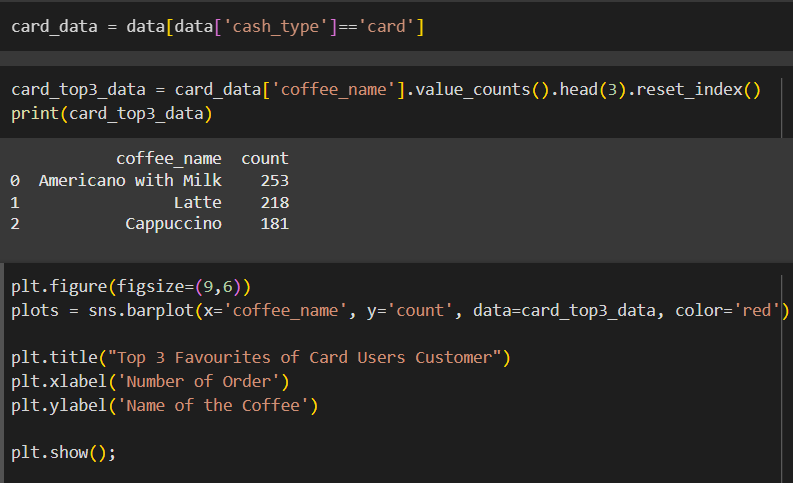 card_data = data[data['cash_type']=='card']
card_top3_data = card_data['coffee_name'].value_counts().head(3).reset_index()
print(card_top3_data)
coffee_name count
0 Americano with Milk 253
1 Latte 218
2 Cappuccino 181
plt.figure(figsize=(9,6))
plots = sns.barplot(x='coffee_name', y='count', data=card_top3_data, color='red')
plt.title("Top 3 Favourites of Card Users Customer")
plt.xlabel('Number of Order')
plt.ylabel('Name of the Coffee')
plt.show();